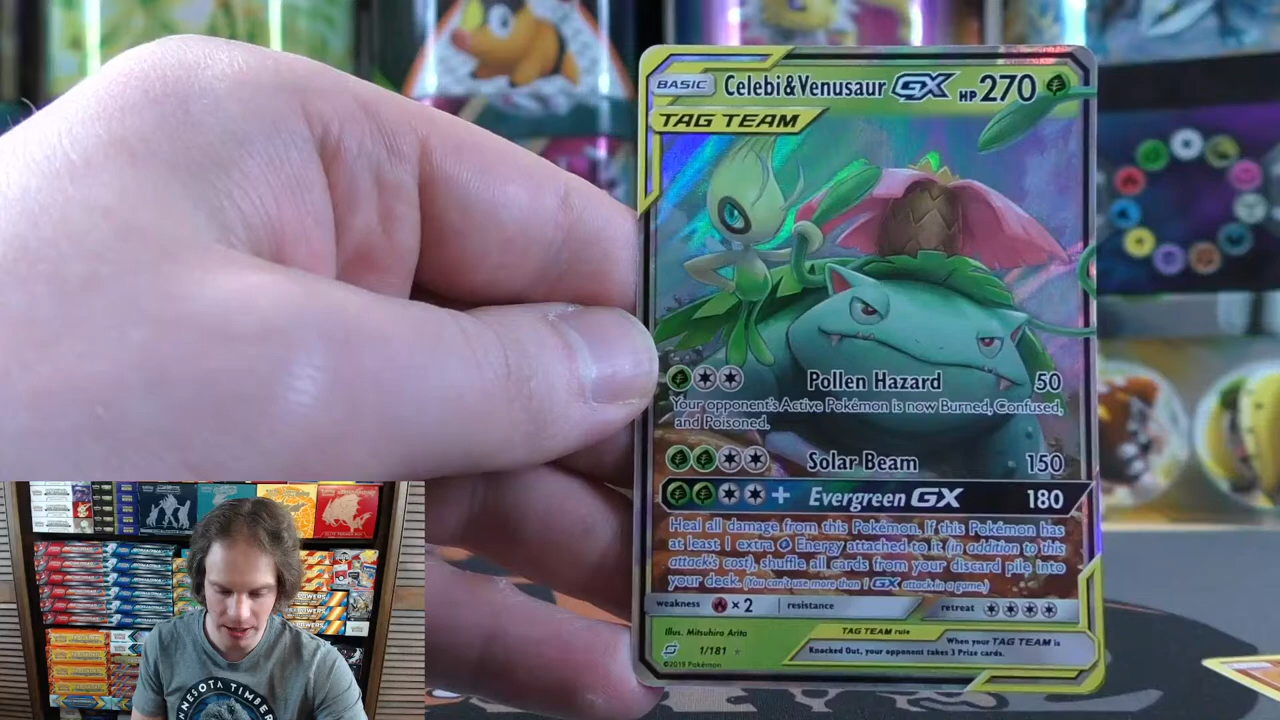 BASIC Celebi&Venusaur GX HP 270
TAG TEAM
Pollen Hazard 50
Your opponent's Active Pokémon is now Burned, Confused,
and Poisoned.
Solar Beam 150
+ Evergreen GX 180
Heal all damage from this Pokémon. If this Pokémon has
at least 1 extra Energy attached to it (in addition to this
attack's cost), shuffle all cards from your discard pile into
your deck. (You can't use more than 1 GX attack in a game.)
weakness ×2 resistance retreat
Illus. Mitsuhiro Arita
1/181
©2019 Pokémon
TAG TEAM rule
When your TAG TEAM is
Knocked Out, your opponent takes 3 Prize cards.